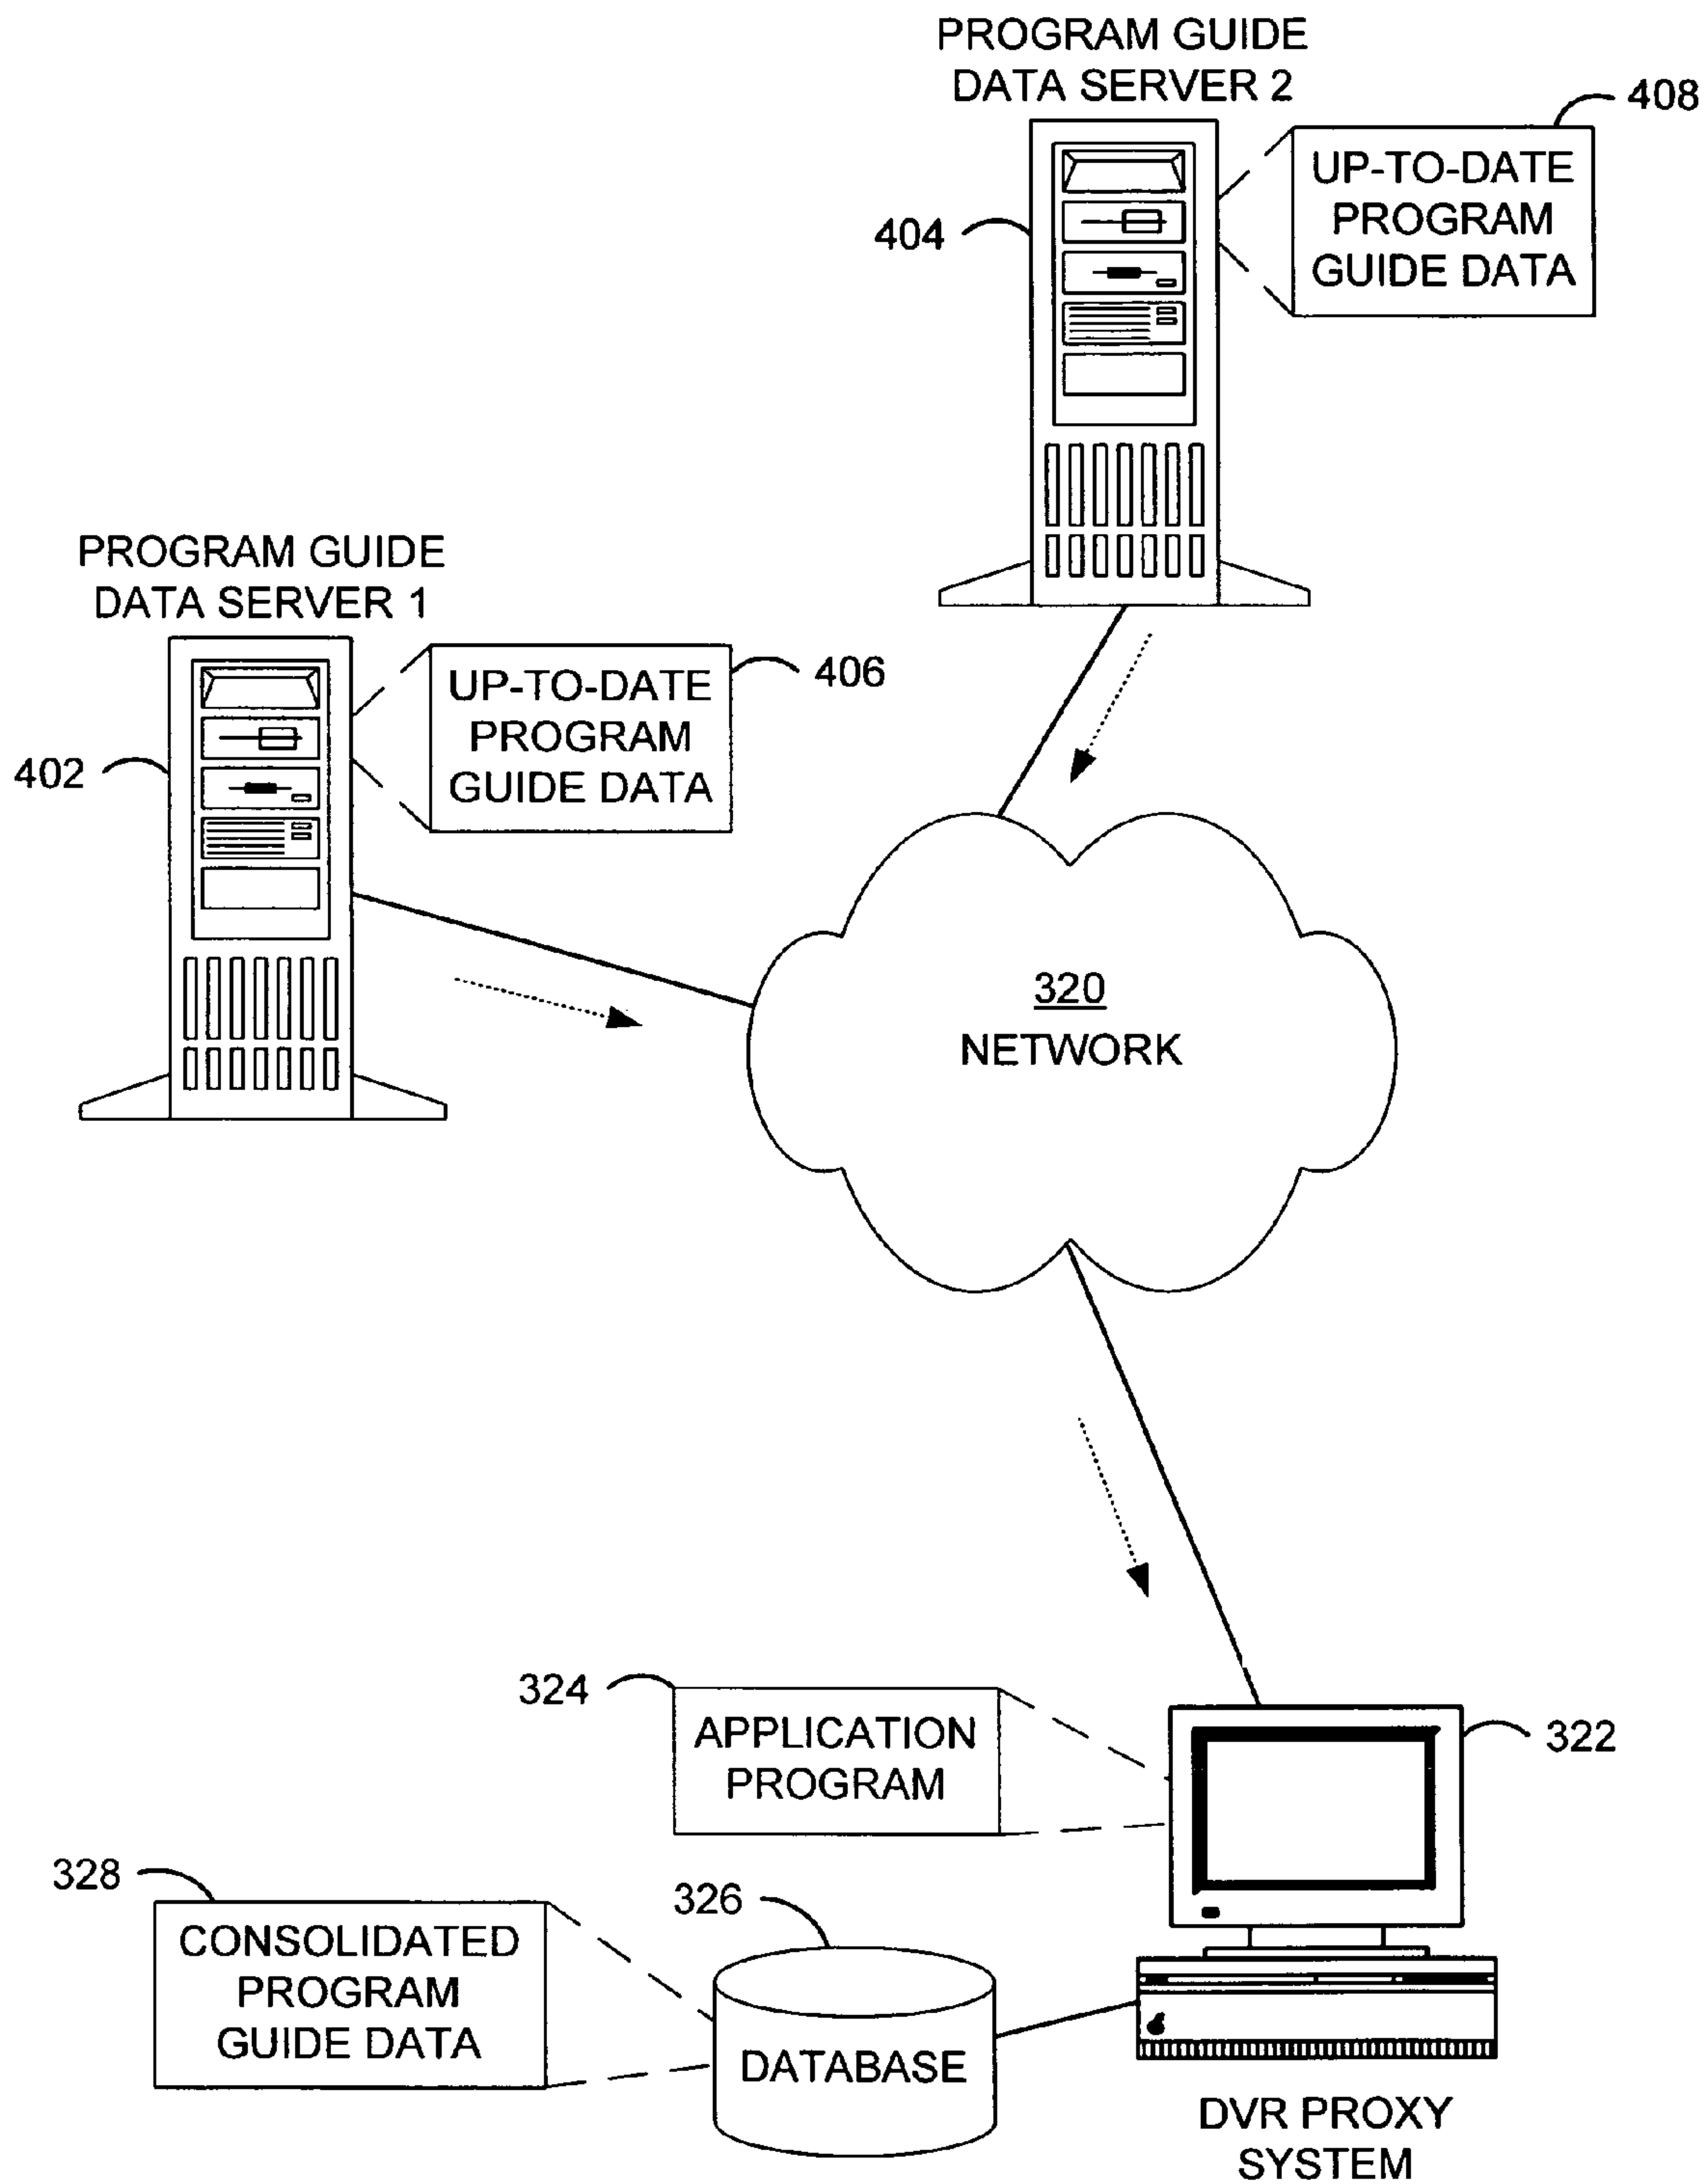 PROGRAM GUIDE
DATA SERVER 2
408
UP-TO-DATE
PROGRAM
GUIDE DATA
404
PROGRAM GUIDE
DATA SERVER 1
406
UP-TO-DATE
PROGRAM
GUIDE DATA
402
320
NETWORK
324
APPLICATION
PROGRAM
322
328
CONSOLIDATED
PROGRAM
GUIDE DATA
326
DATABASE
DVR PROXY
SYSTEM